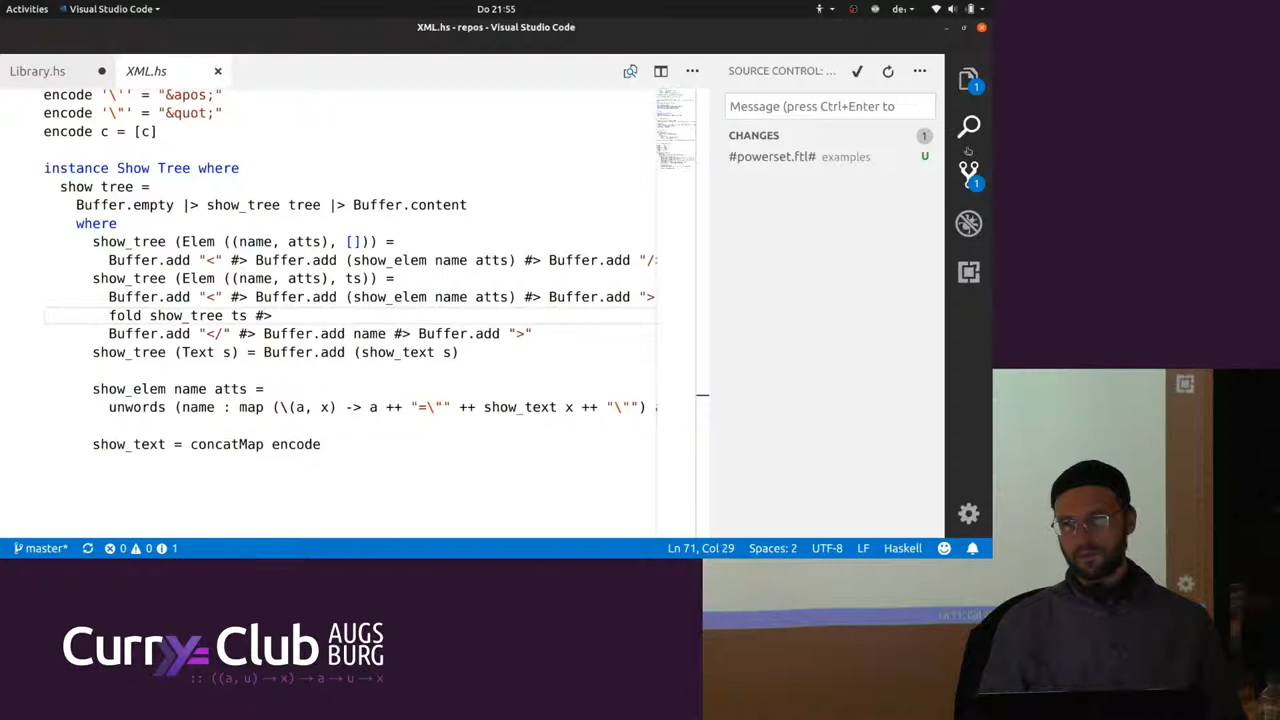 Activities
Visual Studio Code
Do 21:55
de₁
XML.hs - repos - Visual Studio Code
Library.hs
XML.hs
SOURCE CONTROL: ...
encode '\'' = "&apos;"
encode '\"' = "&quot;"
encode c = [c]
instance Show Tree where
show tree =
Buffer.empty |> show_tree tree |> Buffer.content
where
show_tree (Elem ((name, atts), [])) =
Buffer.add "<" #> Buffer.add (show_elem name atts) #> Buffer.add "/>
show_tree (Elem ((name, atts), ts)) =
Buffer.add "<" #> Buffer.add (show_elem name atts) #> Buffer.add ">
fold show_tree ts #>
Buffer.add "</" #> Buffer.add name #> Buffer.add ">"
show_tree (Text s) = Buffer.add (show_text s)
show_elem name atts =
unwords (name : map (\(a, x) -> a ++ "=\"" ++ show_text x ++ "\"") a
show_text = concatMap encode
Message (press Ctrl+Enter to
CHANGES 1
#powerset.ftl# examples U
1
1
master*
0
0
1
Ln 71, Col 29
Spaces: 2
UTF-8
LF
Haskell
Curry Club AUGS
BURG
:: ((a, u) → x) → a → u → x